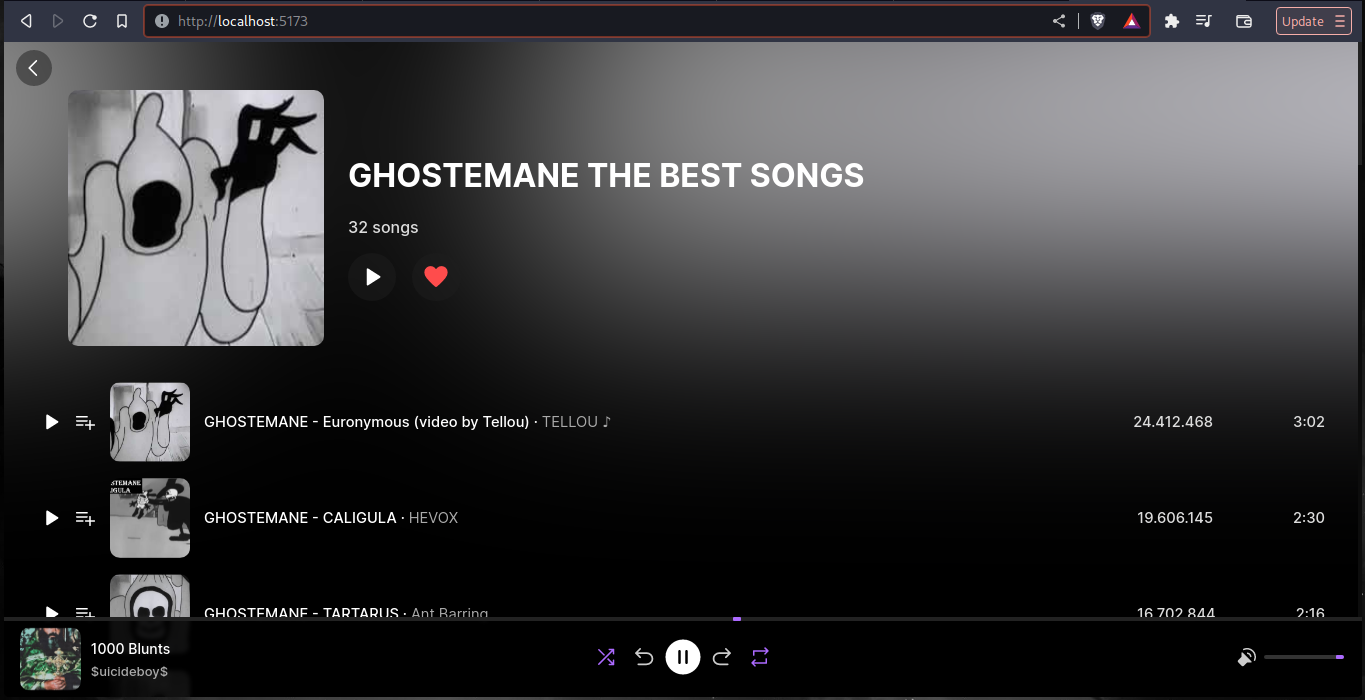 http://localhost:5173
Update
GHOSTEMANE THE BEST SONGS
32 songs
GHOSTEMANE - Euronymous (video by Tellou) · TELLOU ♪ 24.412.468 3:02
STEMANE
IGULA
GHOSTEMANE - CALIGULA · HEVOX 19.606.145 2:30
GHOSTEMANE - TARTARUS · Ant Barring 16.702.844 2:16
1000 Blunts
$uicideboy$